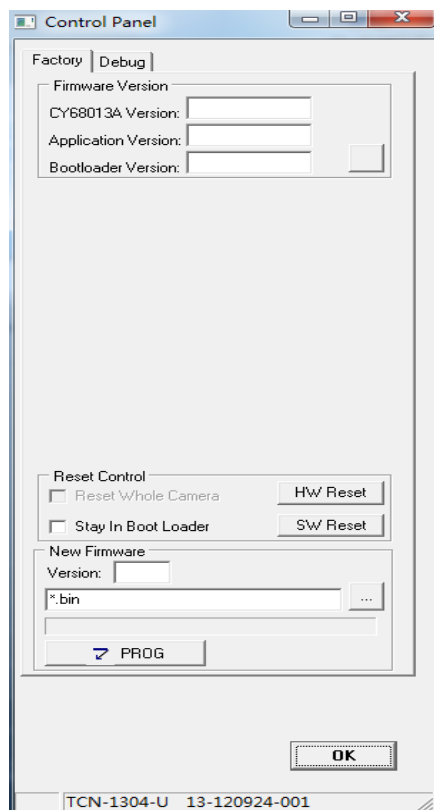 Control Panel
Factory Debug
Firmware Version
CY68013A Version:
Application Version:
Bootloader Version:
Reset Control
Reset Whole Camera HW Reset
Stay In Boot Loader SW Reset
New Firmware
Version:
*.bin ...
PROG
OK
TCN-1304-U 13-120924-001